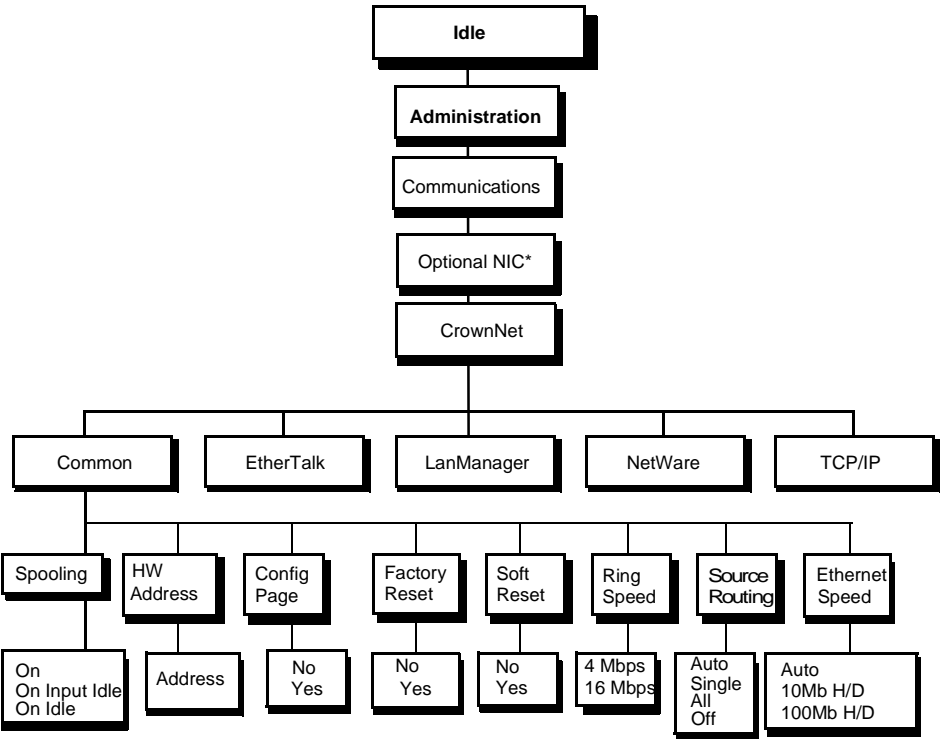 Idle
Administration
Communications
Optional NIC*
CrownNet
Common
EtherTalk
LanManager
NetWare
TCP/IP
Spooling
HW
Address
Config
Page
Factory
Reset
Soft
Reset
Ring
Speed
Source
Routing
Ethernet
Speed
On
On Input Idle
On Idle
Address
No
Yes
No
Yes
No
Yes
4 Mbps
16 Mbps
Auto
Single
All
Off
Auto
10Mb H/D
100Mb H/D